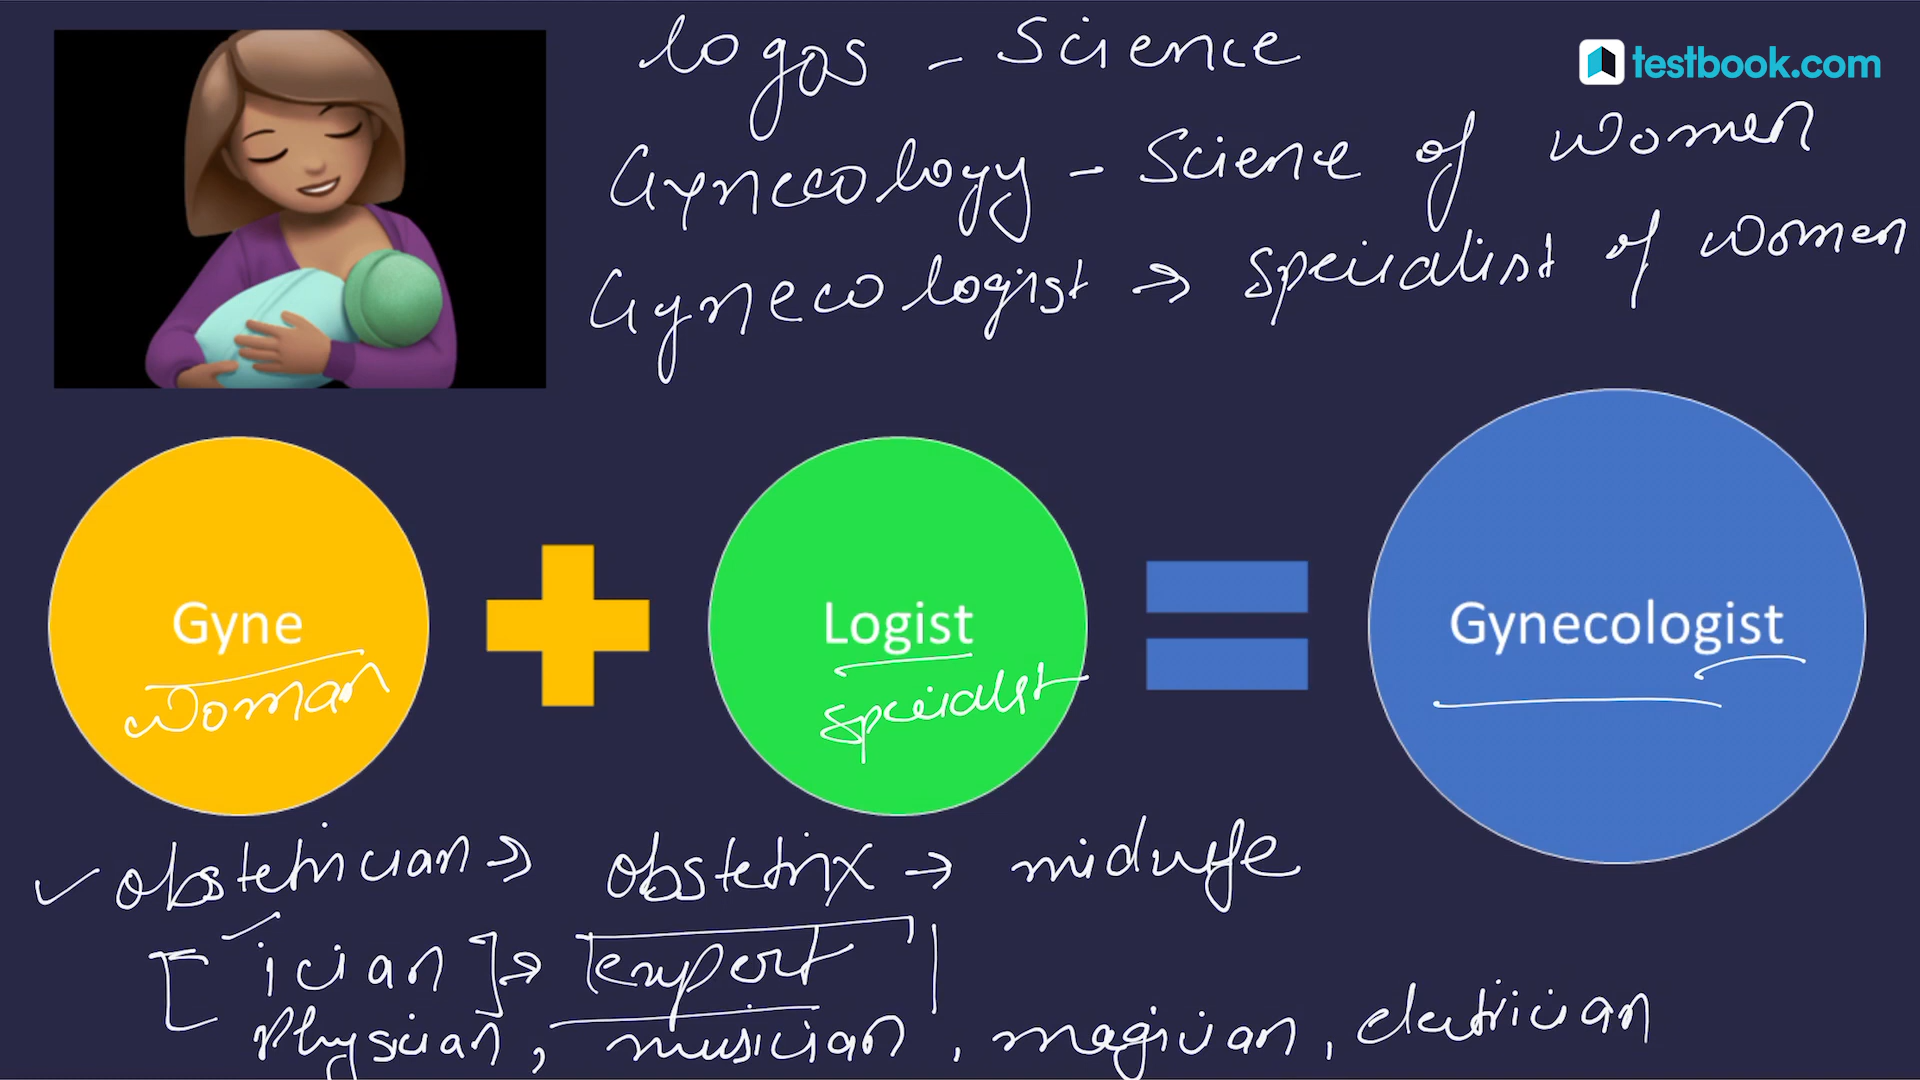 logos - Science
testbook.com
Gynecology - Science of women
Gynecologist → specialist of women
Gyne
woman
Logist
specialist
Gynecologist
✓ obstetrician → obstetrix → midwife
[ician] → expert
Physician, musician, magician, electrician